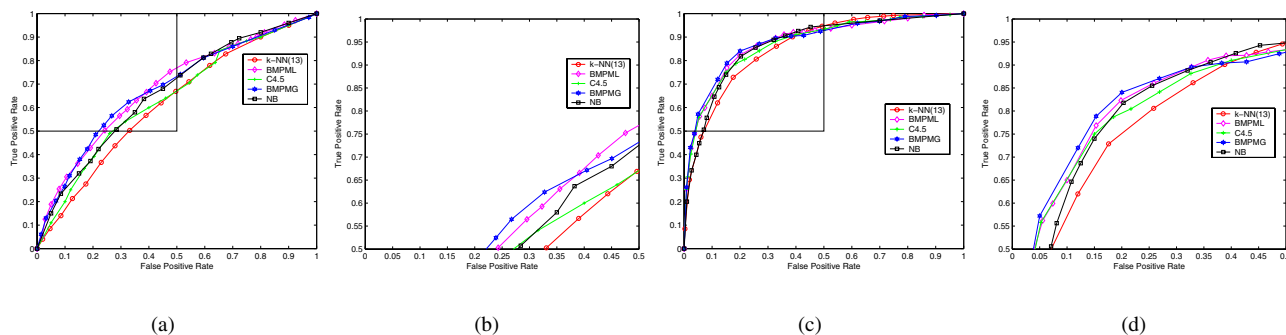 1
0.9
0.8
0.7
0.6
0.5
0.4
0.3
0.2
0.1
0
True Positive Rate
0 0.1 0.2 0.3 0.4 0.5 0.6 0.7 0.8 0.9 1
False Positive Rate
k-NN(13)
BMPML
C4.5
BMPMG
NB
(a)
1
0.95
0.9
0.85
0.8
0.75
0.7
0.65
0.6
0.55
0.5
True Positive Rate
0 0.05 0.1 0.15 0.2 0.25 0.3 0.35 0.4 0.45 0.5
False Positive Rate
k-NN(13)
BMPML
C4.5
BMPMG
NB
(b)
1
0.9
0.8
0.7
0.6
0.5
0.4
0.3
0.2
0.1
0
True Positive Rate
0 0.1 0.2 0.3 0.4 0.5 0.6 0.7 0.8 0.9 1
False Positive Rate
k-NN(13)
BMPML
C4.5
BMPMG
NB
(c)
1
0.95
0.9
0.85
0.8
0.75
0.7
0.65
0.6
0.55
0.5
True Positive Rate
0 0.05 0.1 0.15 0.2 0.25 0.3 0.35 0.4 0.45 0.5
False Positive Rate
k-NN(13)
BMPML
C4.5
BMPMG
NB
(d)